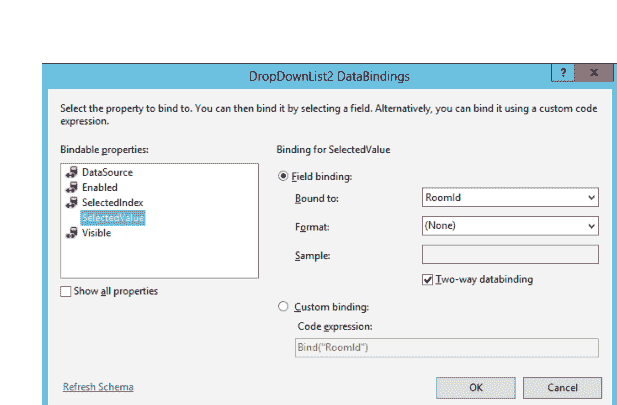 DropDownList2 DataBindings
? x
Select the property to bind to. You can then bind it by selecting a field. Alternatively, you can bind it using a custom code
expression.
Bindable properties:
DataSource
Enabled
SelectedIndex
SelectedValue
Visible
Show all properties
Binding for SelectedValue
Field binding:
Bound to: RoomId
Format: (None)
Sample:
Two-way databinding
Custom binding:
Code expression:
Bind("RoomId")
Refresh Schema
OK Cancel